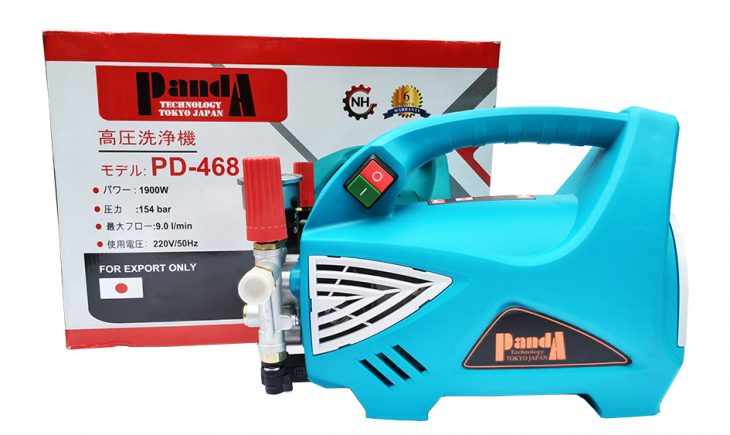 PandA
TECHNOLOGY
TOKYO JAPAN
NH
6
WARRANTY
高圧洗浄機
モデル: PD-468
• パワー : 1900W
• 圧力 :154 bar
• 最大フロー:9.0 l/min
• 使用電圧: 220V/50Hz
FOR EXPORT ONLY
PandA
Technology
TOKYO JAPAN